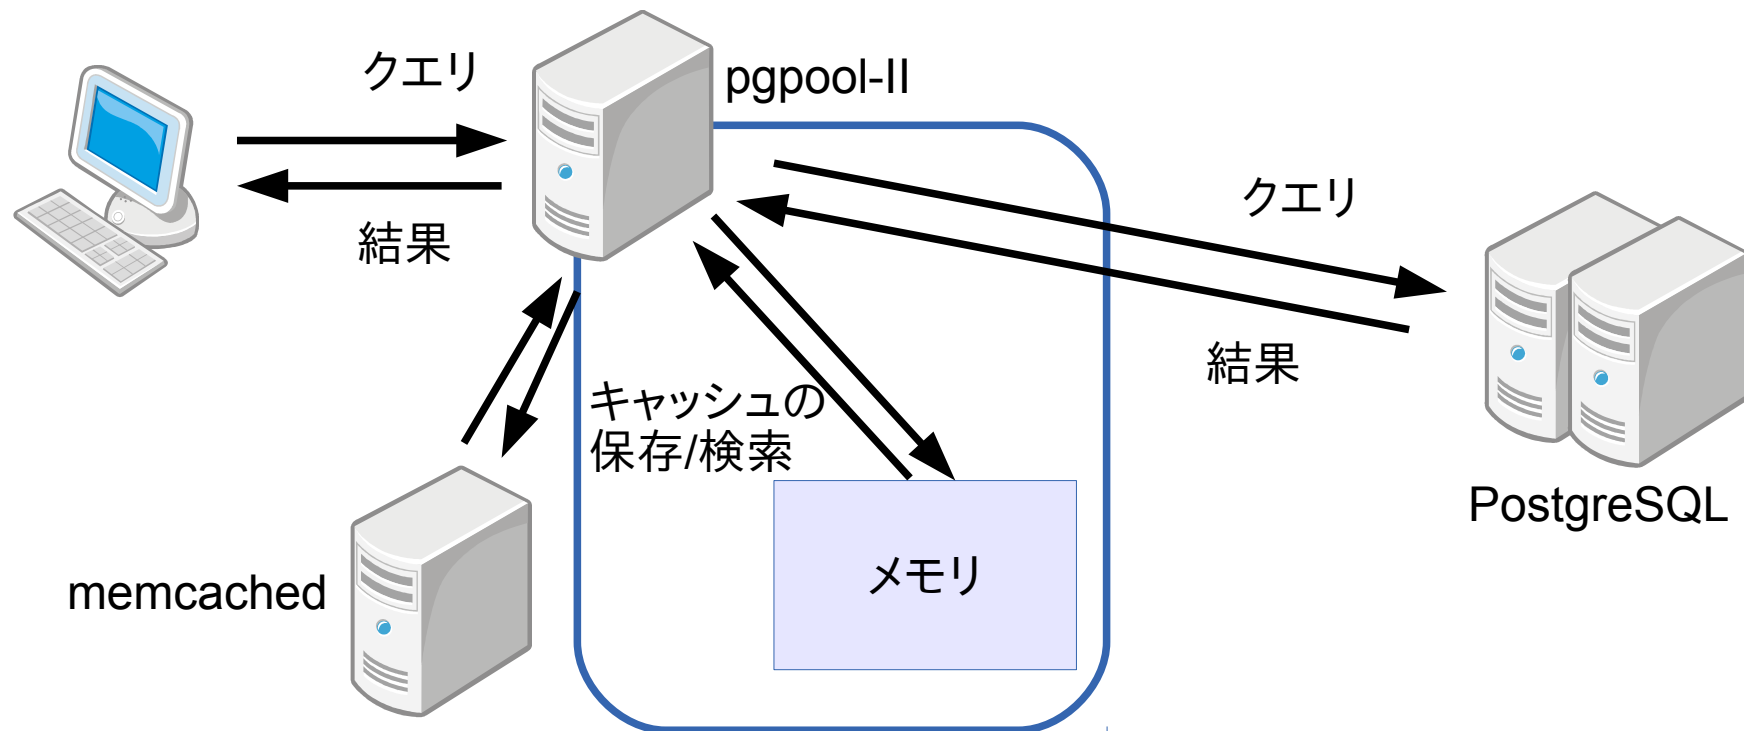 クエリ
pgpool-II
結果
クエリ
結果
キャッシュの
保存/検索
メモリ
memcached
PostgreSQL